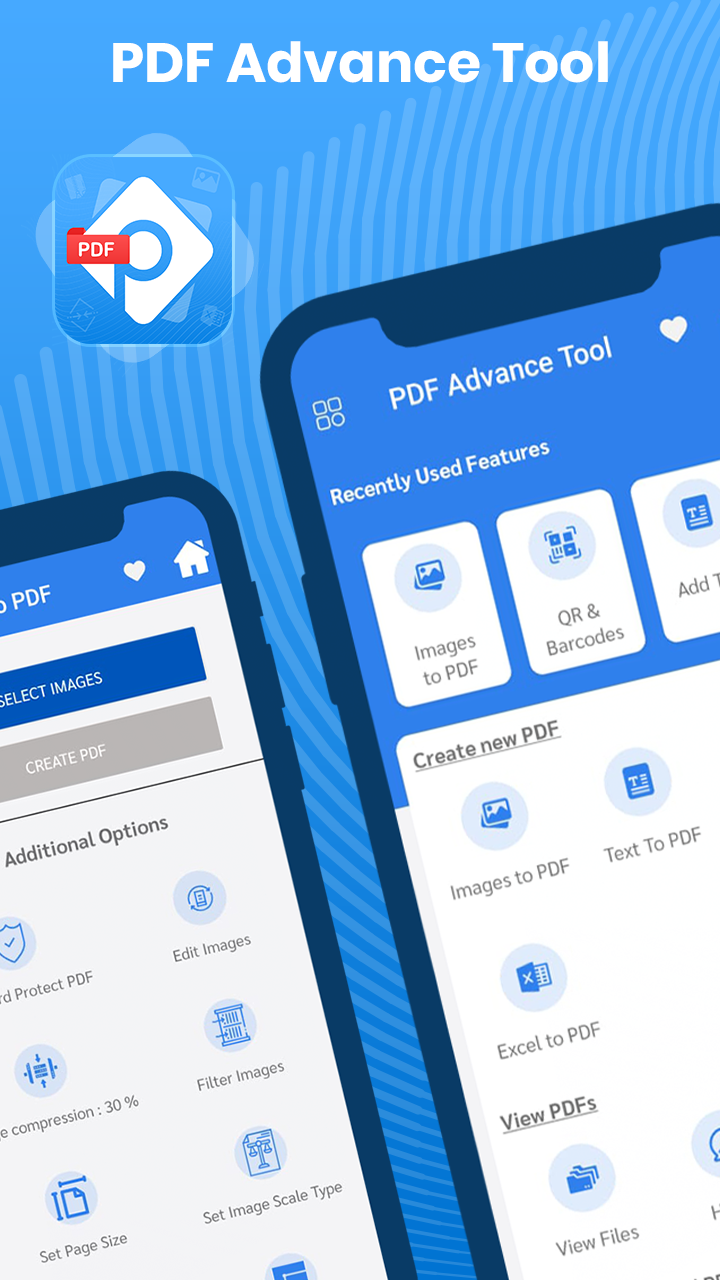 PDF Advance Tool
PDF
PDF Advance Tool
Recently Used Features
Images
to PDF
QR &
Barcodes
Add T
Create new PDF
Images to PDF
Text To PDF
Excel to PDF
View PDFs
View Files
H
o PDF
SELECT IMAGES
CREATE PDF
Additional Options
rd Protect PDF
Edit Images
e compression : 30 %
Filter Images
Set Page Size
Set Image Scale Type